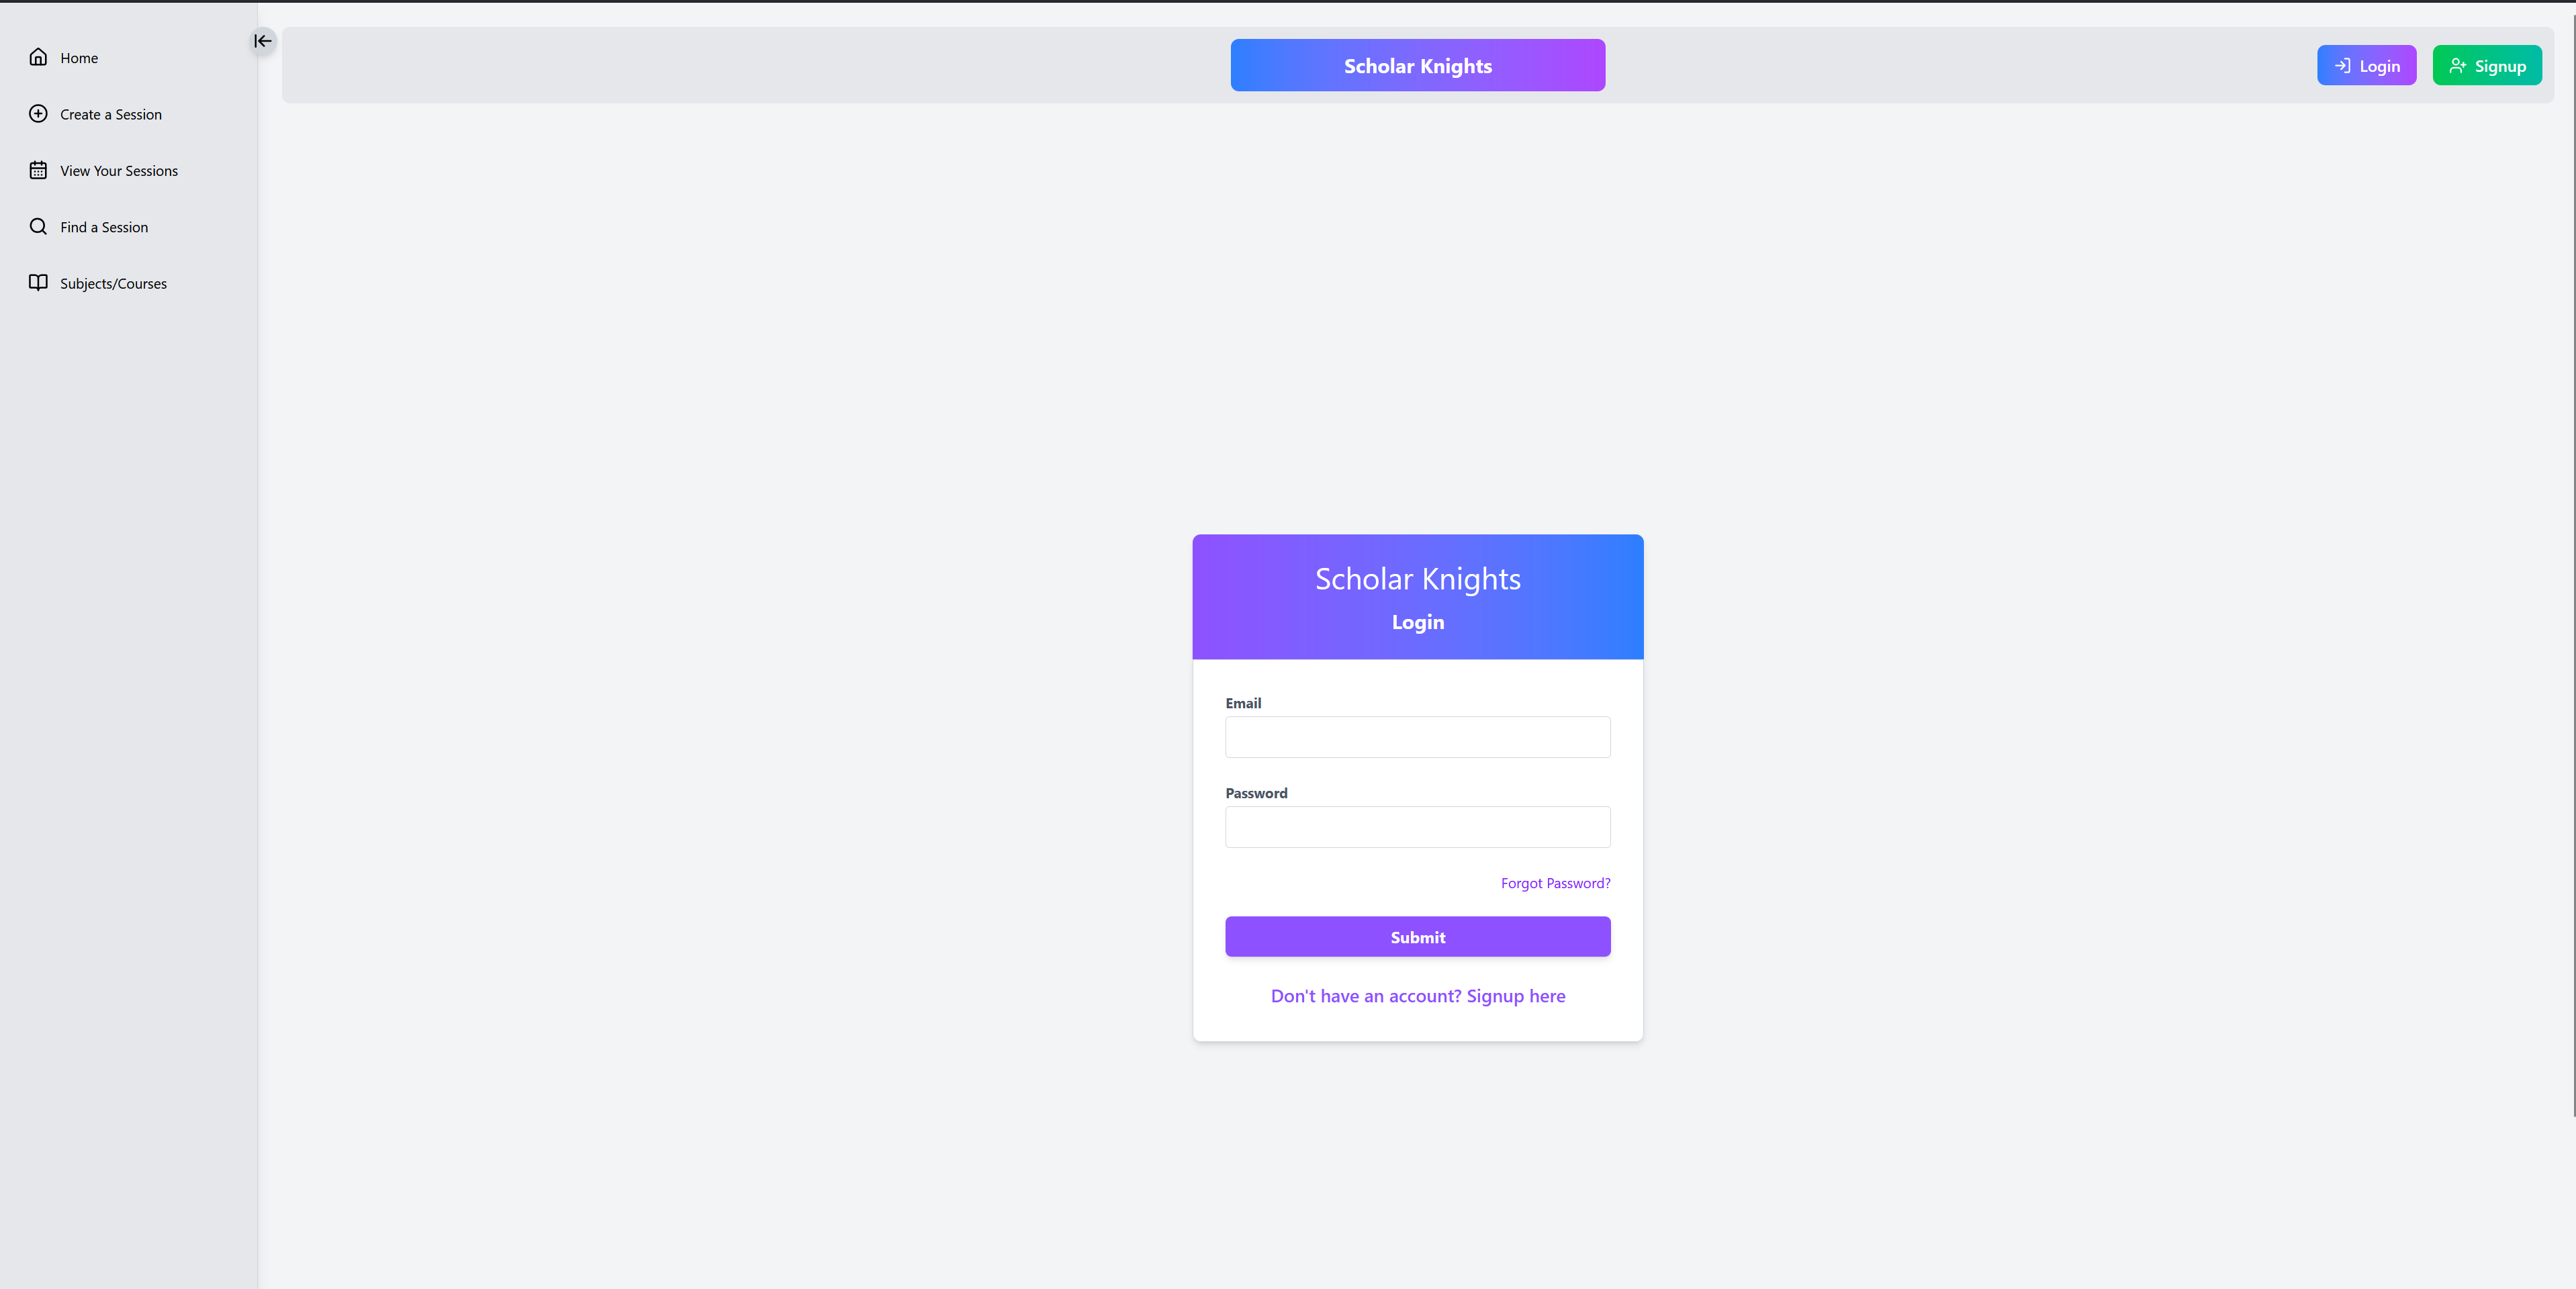 Home
Create a Session
View Your Sessions
Find a Session
Subjects/Courses
Scholar Knights
Login
Signup
Scholar Knights
Login
Email
Password
Forgot Password?
Submit
Don't have an account? Signup here